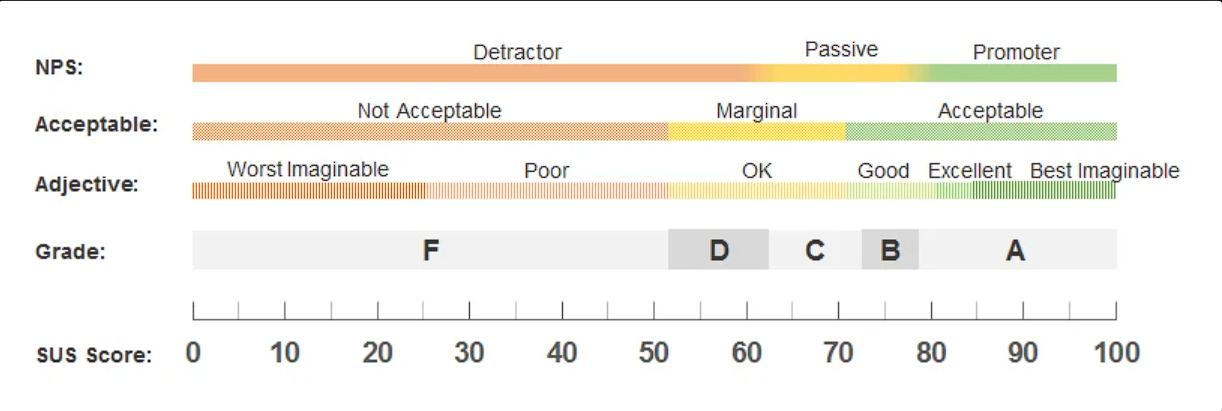 Detractor Passive Promoter
NPS:
Not Acceptable Marginal Acceptable
Acceptable:
Worst Imaginable Poor OK Good Excellent Best Imaginable
Adjective:
Grade: F D C B A
SUS Score: 0 10 20 30 40 50 60 70 80 90 100